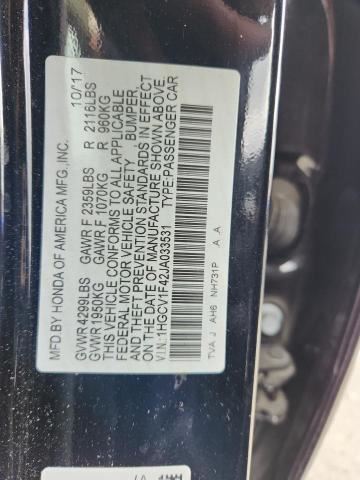 MFD BY HONDA OF AMERICA MFG., INC. 10/17
GVWR 4299LBS GAWR F 2359LBS R 2116LBS
GVWR 1950KG GAWR F 1070KG R 960KG
THIS VEHICLE CONFORMS TO ALL APPLICABLE
FEDERAL MOTOR VEHICLE SAFETY, BUMPER,
AND THEFT PREVENTION STANDARDS IN EFFECT
ON THE DATE OF MANUFACTURE SHOWN ABOVE.
V.I.N.: 1HGCV1F42JA033531 TYPE:PASSENGER CAR
TVA J AH6 NH731P A A